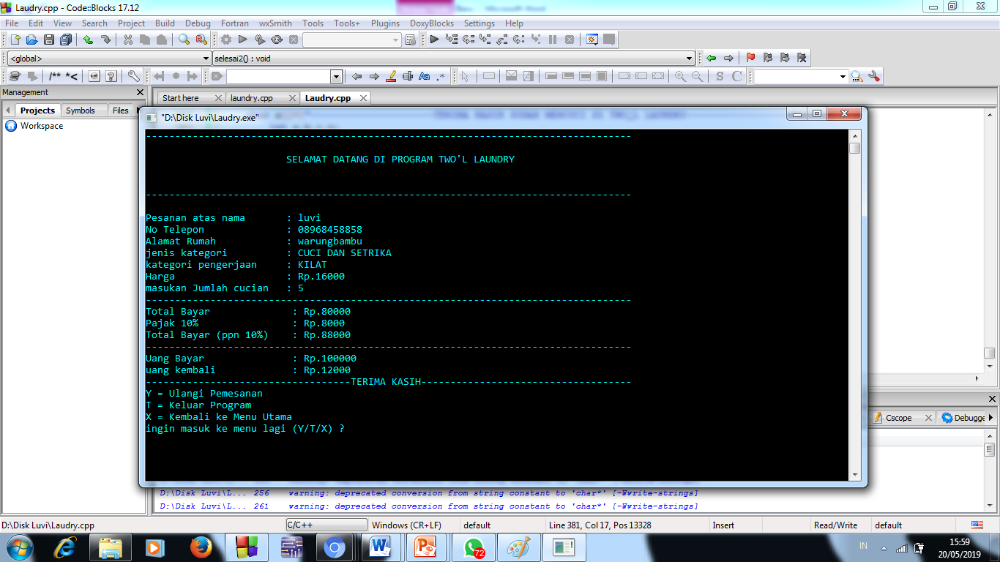 Laudry.cpp - Code::Blocks 17.12
File Edit View Search Project Build Debug Fortran wxSmith Tools Tools+ Plugins DoxyBlocks Settings Help
<global> selesai2() : void
/** *<
S C
Management
Start here laundry.cpp Laudry.cpp
Projects Symbols Files
Workspace
"D:\Disk Luvi\Laudry.exe"
-----------------------------------------------------------------------------------
SELAMAT DATANG DI PROGRAM TWO'L LAUNDRY
-----------------------------------------------------------------------------------
Pesanan atas nama : luvi
No Telepon : 08968458858
Alamat Rumah : warungbambu
jenis kategori : CUCI DAN SETRIKA
kategori pengerjaan : KILAT
Harga : Rp.16000
masukan Jumlah cucian : 5
-----------------------------------------------------------------------------------
Total Bayar : Rp.80000
Pajak 10% : Rp.8000
Total Bayar (ppn 10%) : Rp.88000
-----------------------------------------------------------------------------------
Uang Bayar : Rp.100000
uang kembali : Rp.12000
-----------------------------------TERIMA KASIH------------------------------------
Y = Ulangi Pemesanan
T = Keluar Program
X = Kembali ke Menu Utama
ingin masuk ke menu lagi (Y/T/X) ?
Cscope Debugge
D:\Disk Luvi\L... 256 warning: deprecated conversion from string constant to 'char*' [-Wwrite-strings]
D:\Disk Luvi\L... 261 warning: deprecated conversion from string constant to 'char*' [-Wwrite-strings]
D:\Disk Luvi\Laudry.cpp C/C++ Windows (CR+LF) default Line 381, Col 17, Pos 13328 Insert Read/Write default
72
IN 15:59
20/05/2019